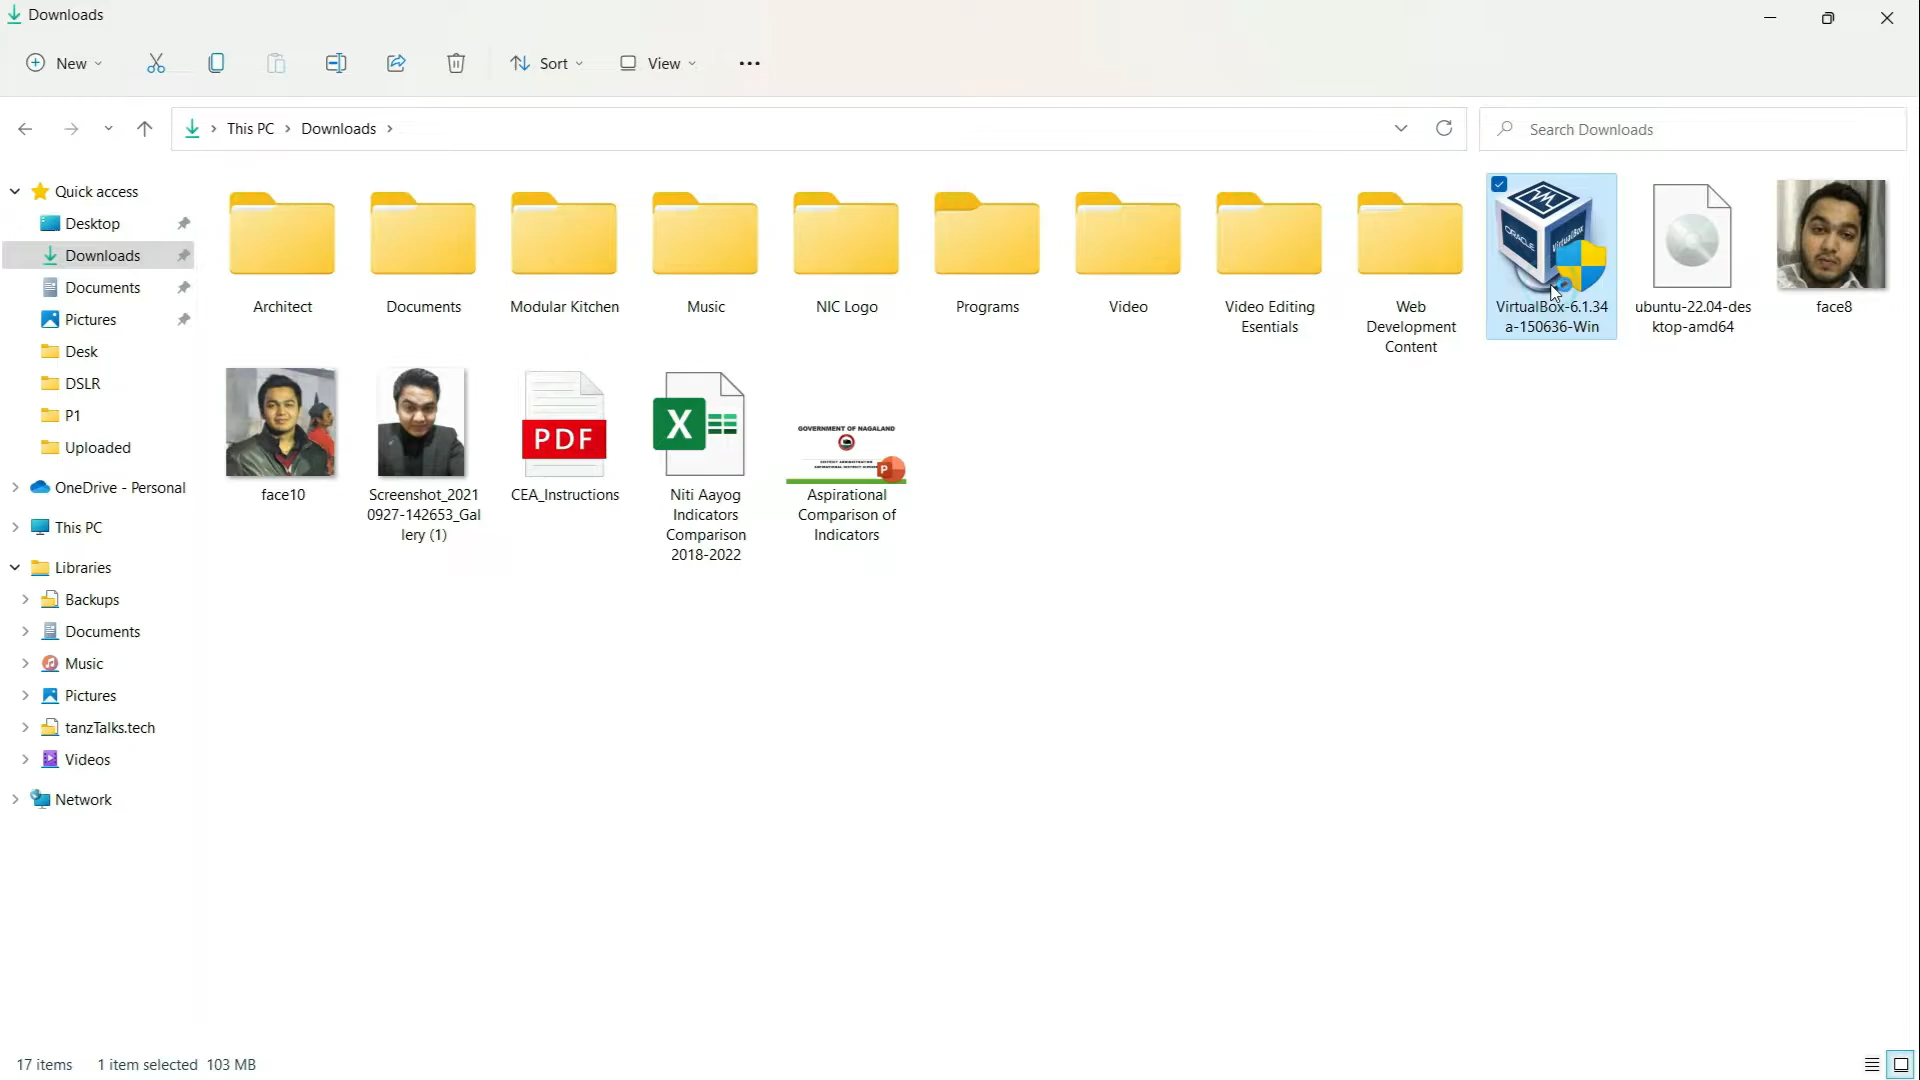 Downloads
New
Sort
View
This PC
Downloads
Search Downloads
Quick access
Desktop
Downloads
Documents
Pictures
Desk
DSLR
P1
Uploaded
OneDrive - Personal
This PC
Libraries
Backups
Documents
Music
Pictures
tanzTalks.tech
Videos
Network
Architect
Documents
Modular Kitchen
Music
NIC Logo
Programs
Video
Video Editing
Esentials
Web
Development
Content
ORACLE
VirtualBox
VirtualBox-6.1.34
a-150636-Win
ubuntu-22.04-des
ktop-amd64
face8
face10
Screenshot_2021
0927-142653_Gal
lery (1)
PDF
CEA_Instructions
X
Niti Aayog
Indicators
Comparison
2018-2022
GOVERNMENT OF NAGALAND
P
Aspirational
Comparison of
Indicators
17 items
1 item selected 103 MB